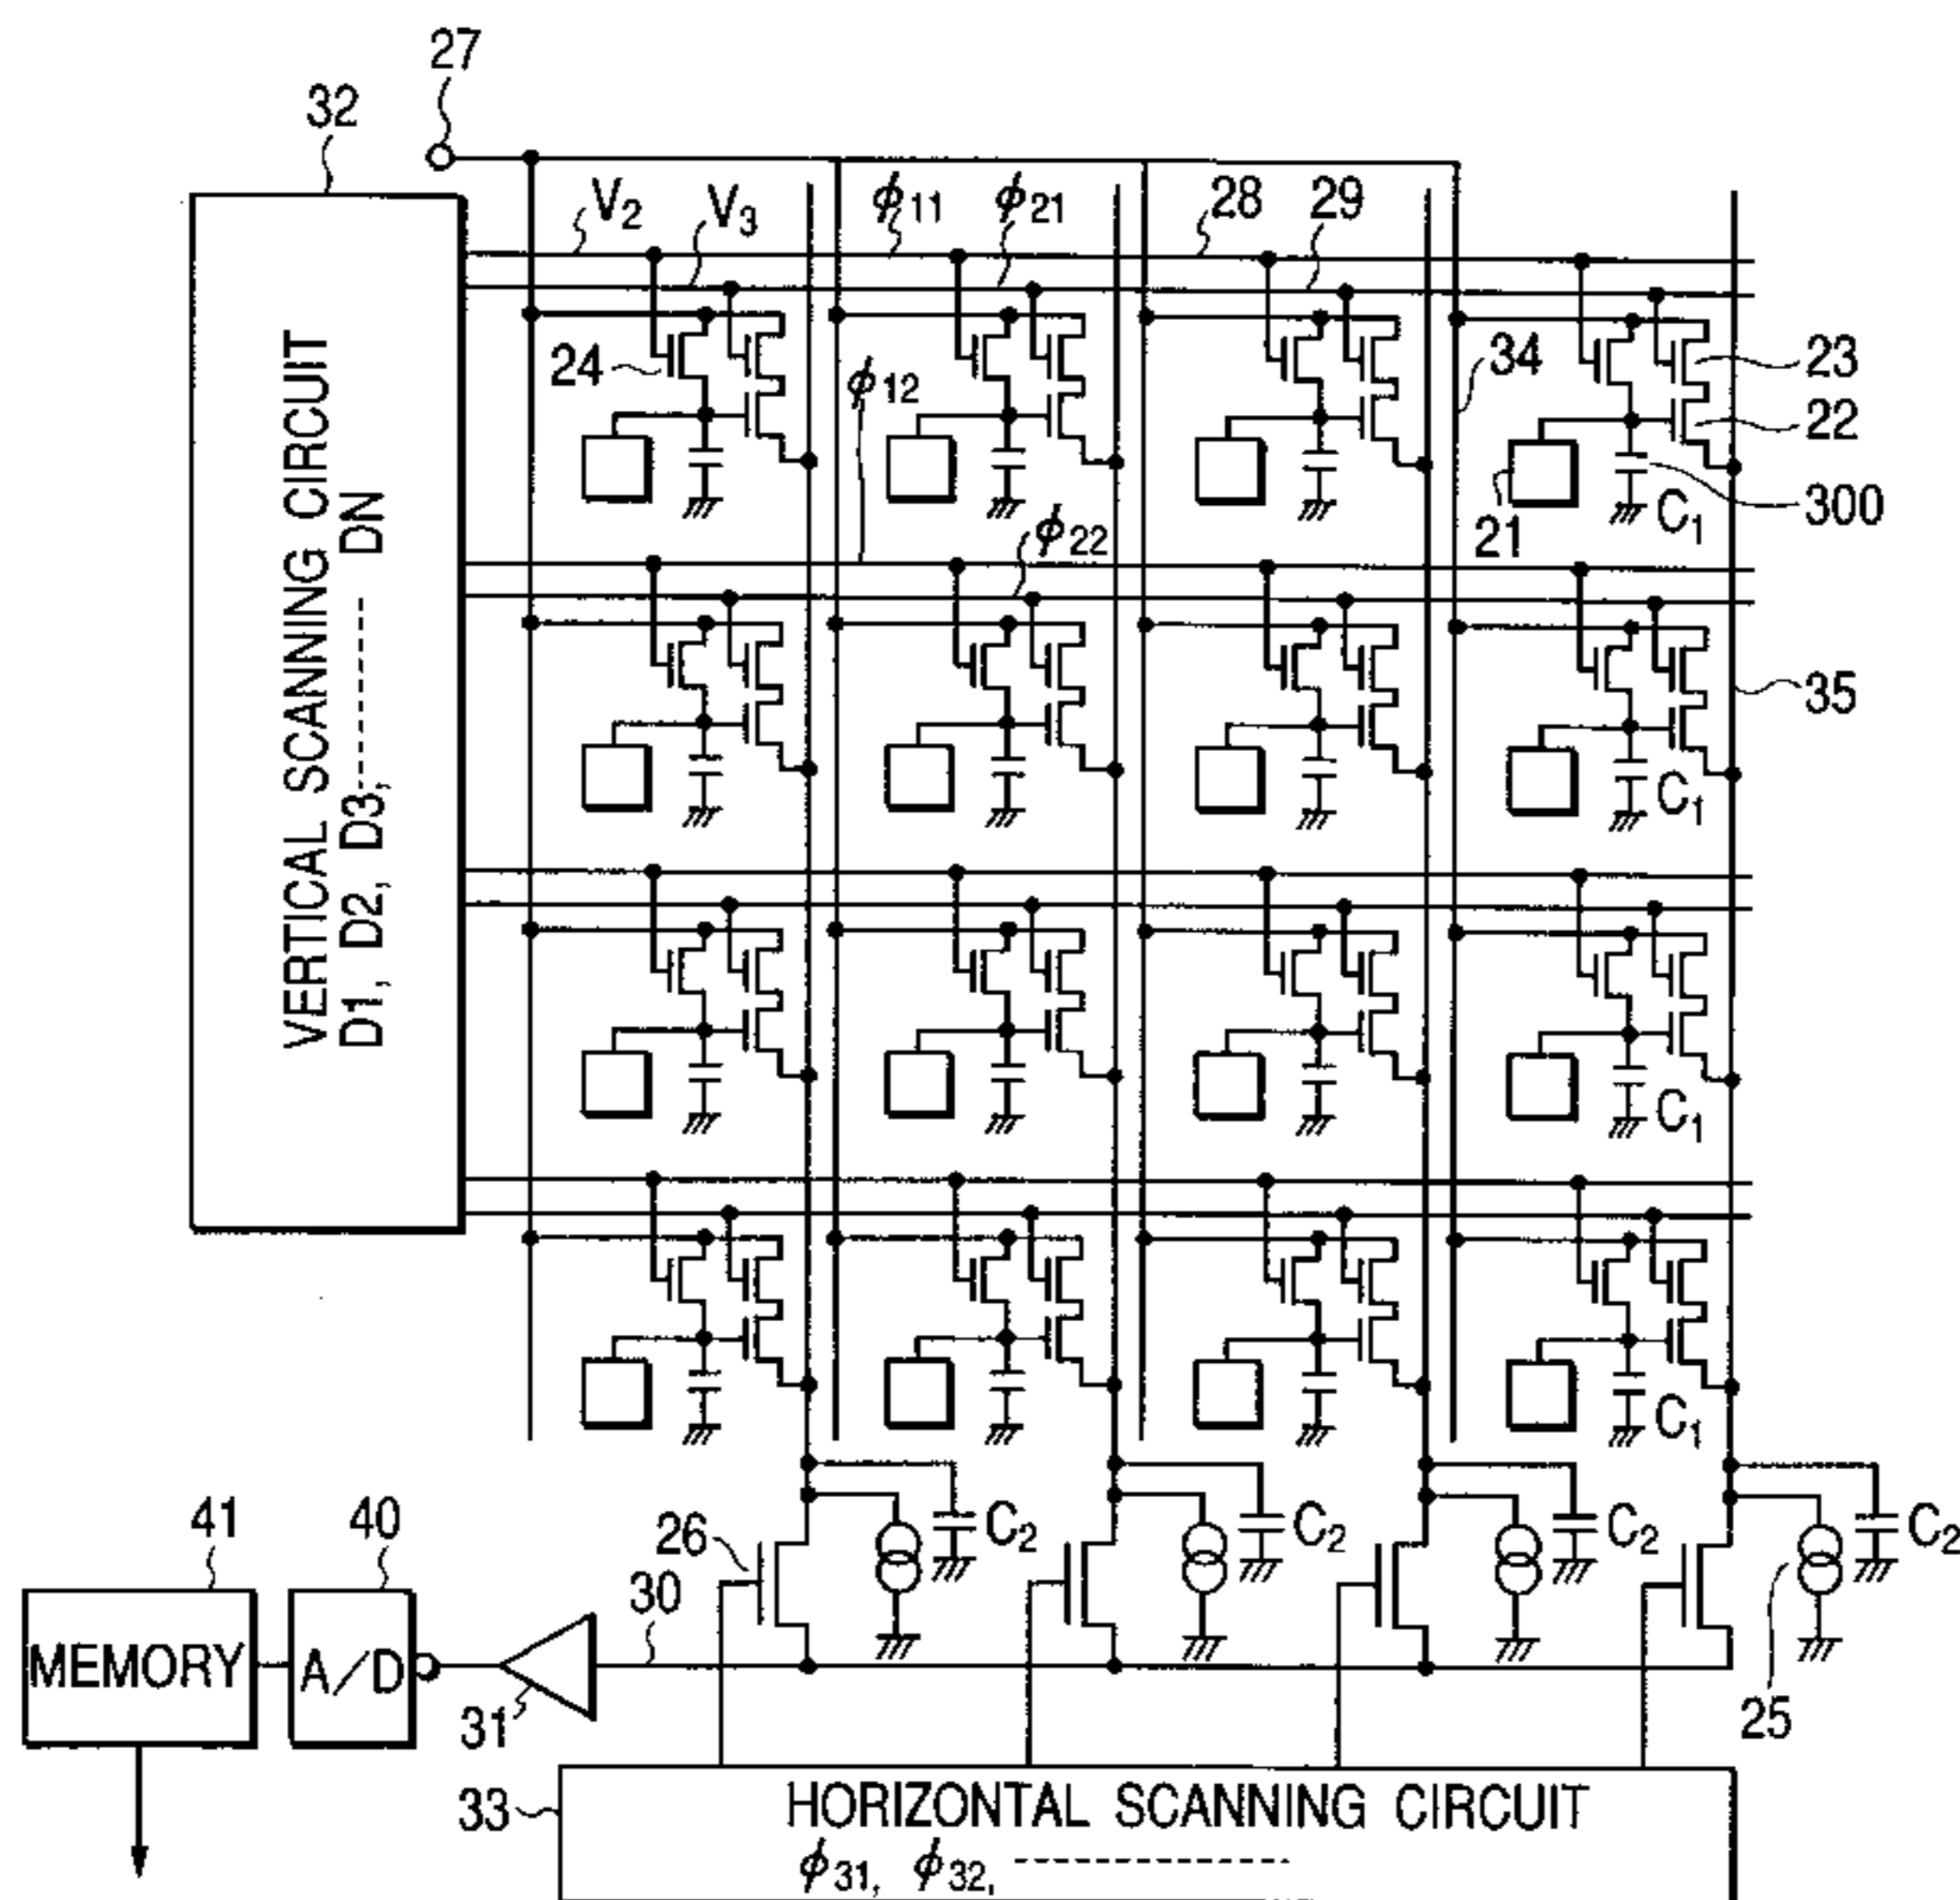 27
32
V2 V3 ϕ11 ϕ21 28 29
24 ϕ12 34 23
22
21 C1 300
ϕ22
VERTICAL SCANNING CIRCUIT
D1, D2, D3, DN
35
C1
C1
C1
41 40 26 C2 C2 C2 C2
30
MEMORY A/D
31 25
33 HORIZONTAL SCANNING CIRCUIT
ϕ31, ϕ32,